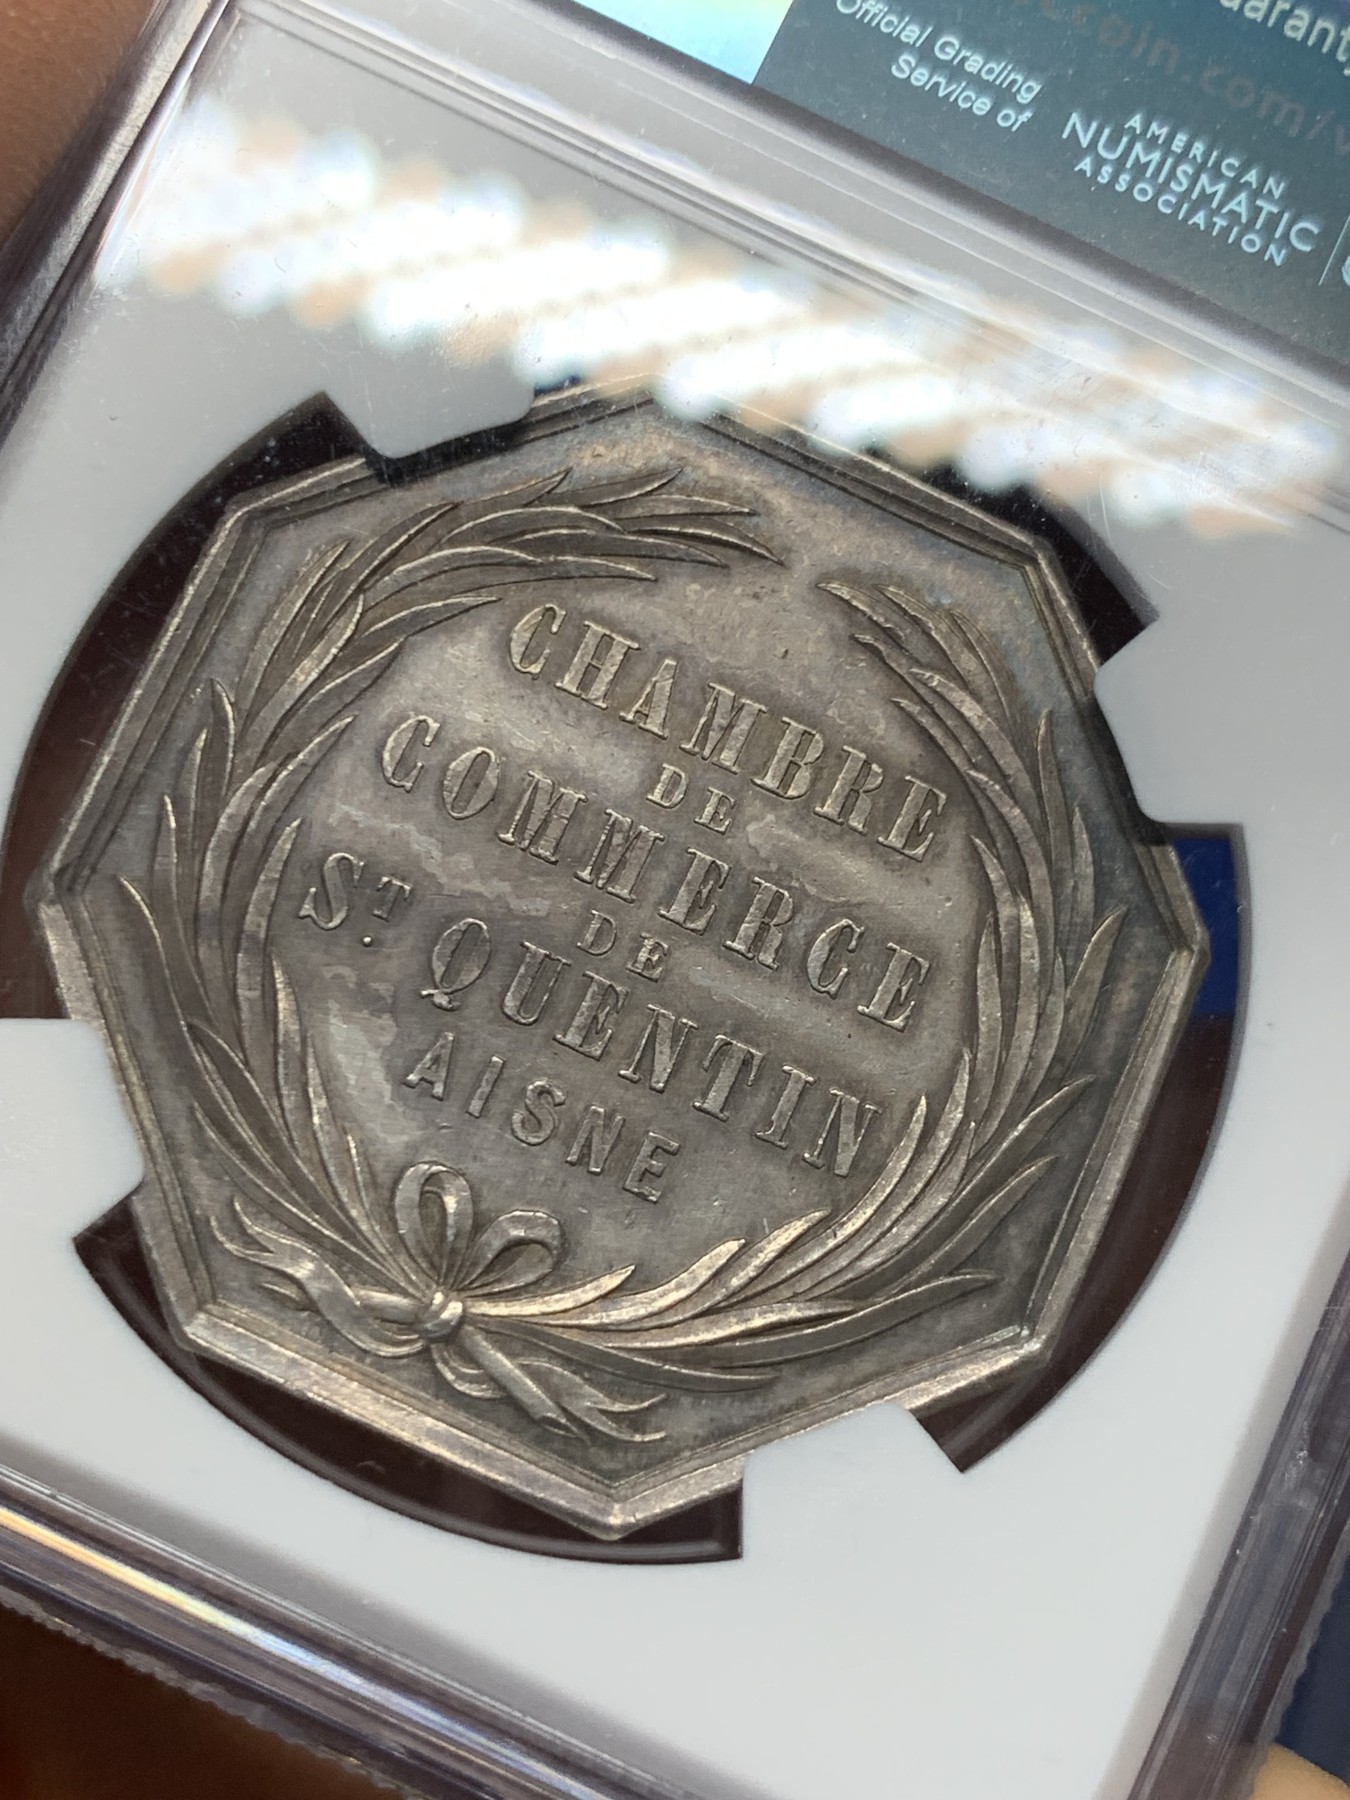 Official Grading
Service of
AMERICAN
NUMISMATIC
ASSOCIATION
CHAMBRE
DE
COMMERCE
DE
ST. QUENTIN
AISNE